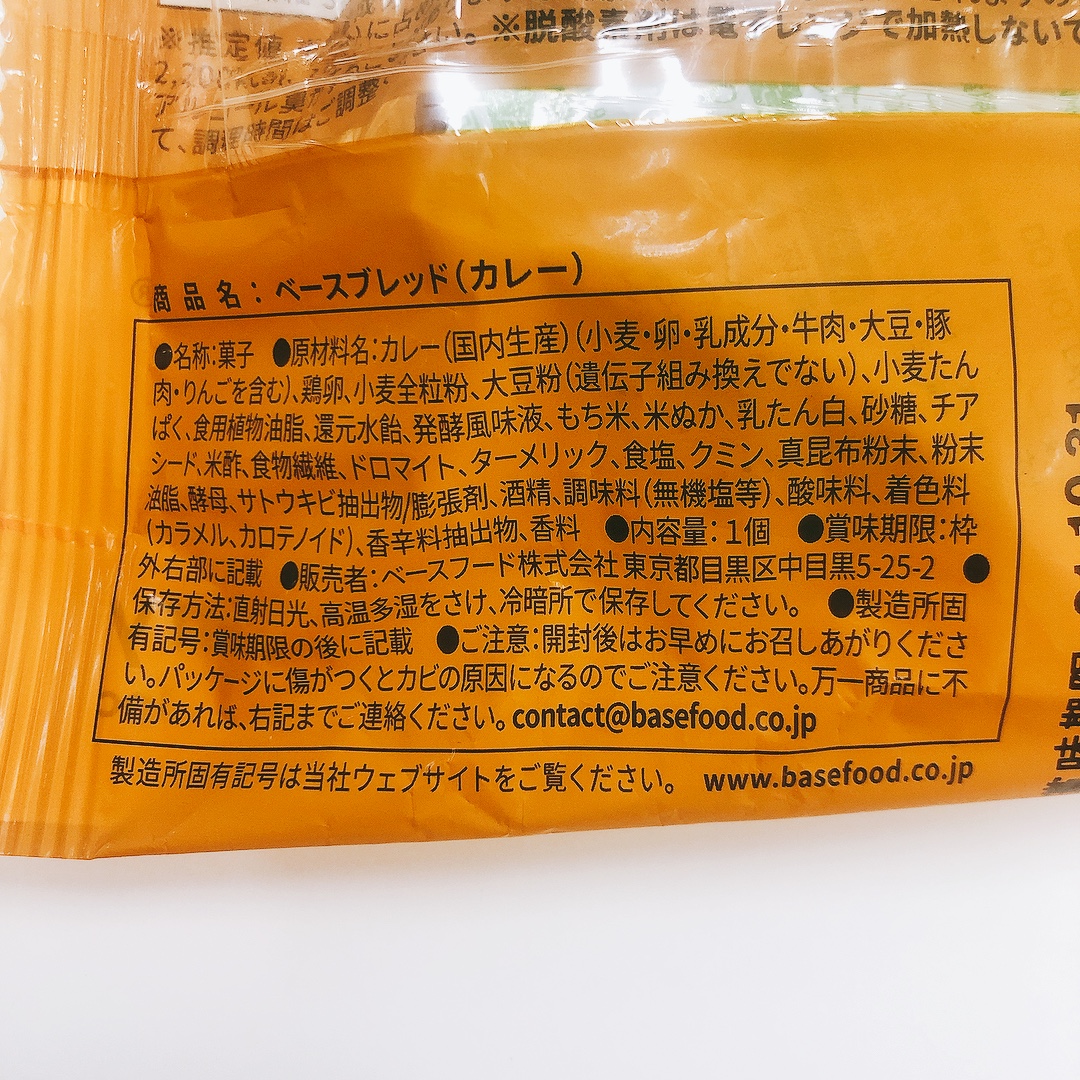 ※脱酸素剤は電子レンジで加熱しないで
※推定値
て、調理時間はご調整
商品名：ベースブレッド（カレー）
●名称：菓子 ●原材料名：カレー（国内生産）（小麦・卵・乳成分・牛肉・大豆・豚
肉・りんごを含む）、鶏卵、小麦全粒粉、大豆粉（遺伝子組み換えでない）、小麦たん
ぱく、食用植物油脂、還元水飴、発酵風味液、もち米、米ぬか、乳たん白、砂糖、チア
シード、米酢、食物繊維、ドロマイト、ターメリック、食塩、クミン、真昆布粉末、粉末
油脂、酵母、サトウキビ抽出物/膨張剤、酒精、調味料（無機塩等）、酸味料、着色料
（カラメル、カロテノイド）、香辛料抽出物、香料 ●内容量：1個 ●賞味期限：枠
外右部に記載 ●販売者：ベースフード株式会社 東京都目黒区中目黒5-25-2 ●
保存方法：直射日光、高温多湿をさけ、冷暗所で保存してください。 ●製造所固
有記号：賞味期限の後に記載 ●ご注意：開封後はお早めにお召しあがりくださ
い。パッケージに傷がつくとカビの原因になるのでご注意ください。万一商品に不
備があれば、右記までご連絡ください。contact@basefood.co.jp
製造所固有記号は当社ウェブサイトをご覧ください。 www.basefood.co.jp